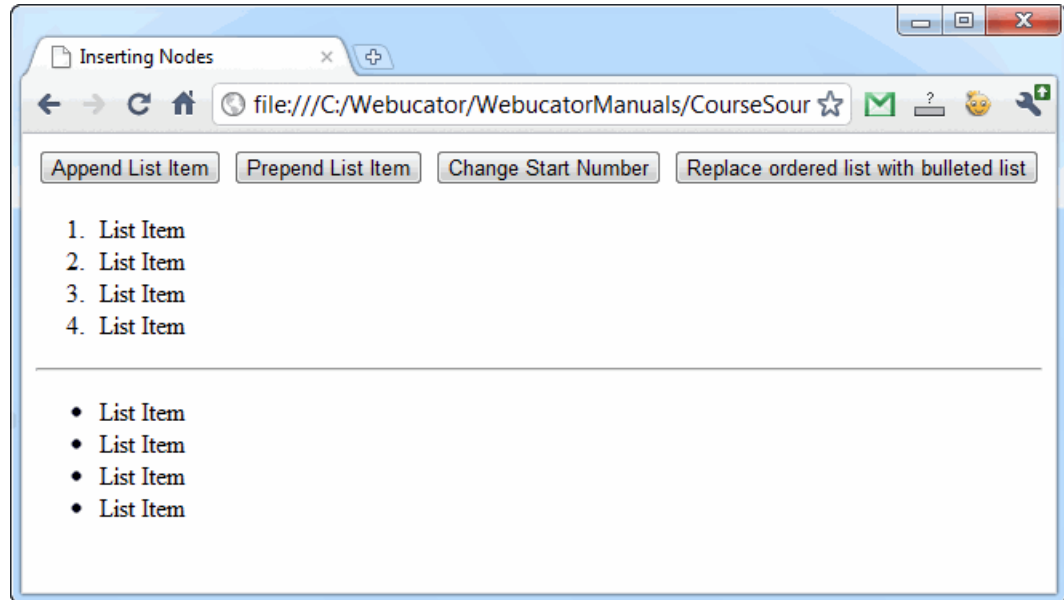 Inserting Nodes
file:///C:/Webucator/WebucatorManuals/CourseSour
?
Append List Item Prepend List Item Change Start Number Replace ordered list with bulleted list
1. List Item
2. List Item
3. List Item
4. List Item
• List Item
• List Item
• List Item
• List Item